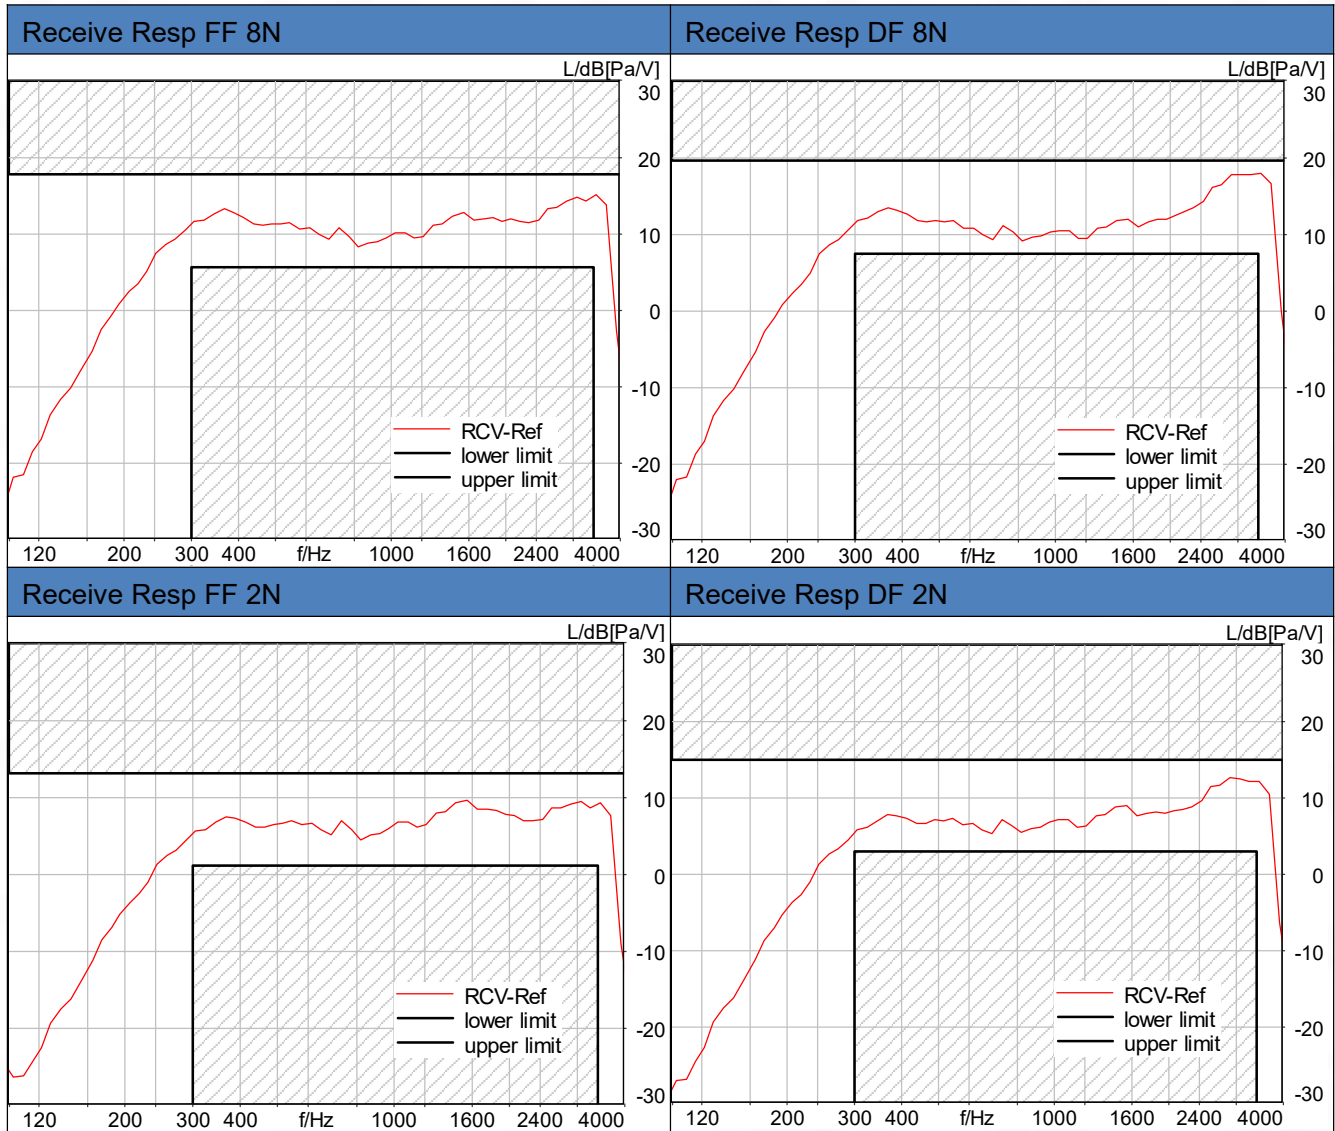 Receive Resp FF 8N
L/dB[Pa/V]
30
20
10
0
-10
-20
-30
RCV-Ref
lower limit
upper limit
120 200 300 400 f/Hz 1000 1600 2400 4000
Receive Resp DF 8N
L/dB[Pa/V]
30
20
10
0
-10
-20
-30
RCV-Ref
lower limit
upper limit
120 200 300 400 f/Hz 1000 1600 2400 4000
Receive Resp FF 2N
L/dB[Pa/V]
30
20
10
0
-10
-20
-30
RCV-Ref
lower limit
upper limit
120 200 300 400 f/Hz 1000 1600 2400 4000
Receive Resp DF 2N
L/dB[Pa/V]
30
20
10
0
-10
-20
-30
RCV-Ref
lower limit
upper limit
120 200 300 400 f/Hz 1000 1600 2400 4000